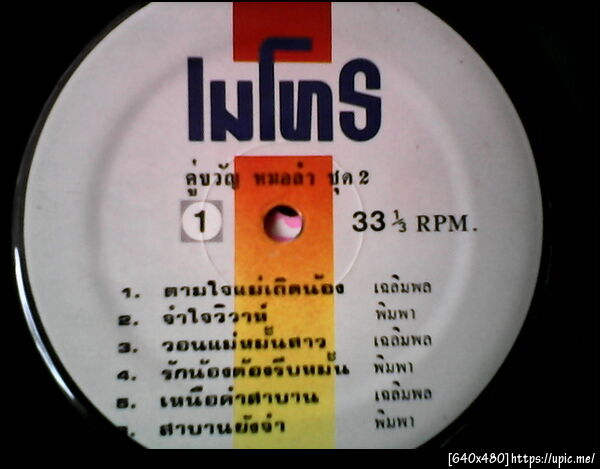 เมโทร
คู่ขวัญ หมอลำ ชุด 2
1 33 ⅓ RPM.
1. ตามใจแม่เถิดน้อง เฉลิมพล
2. จำใจวิวาห์ พิมพา
3. วอนแม่หมั้นสาว เฉลิมพล
4. รักน้องต้องรีบหมั้น พิมพา
5. เหนือคำสาบาน เฉลิมพล
สาบานยังจำ พิมพา
[640x480]https://upic.me/